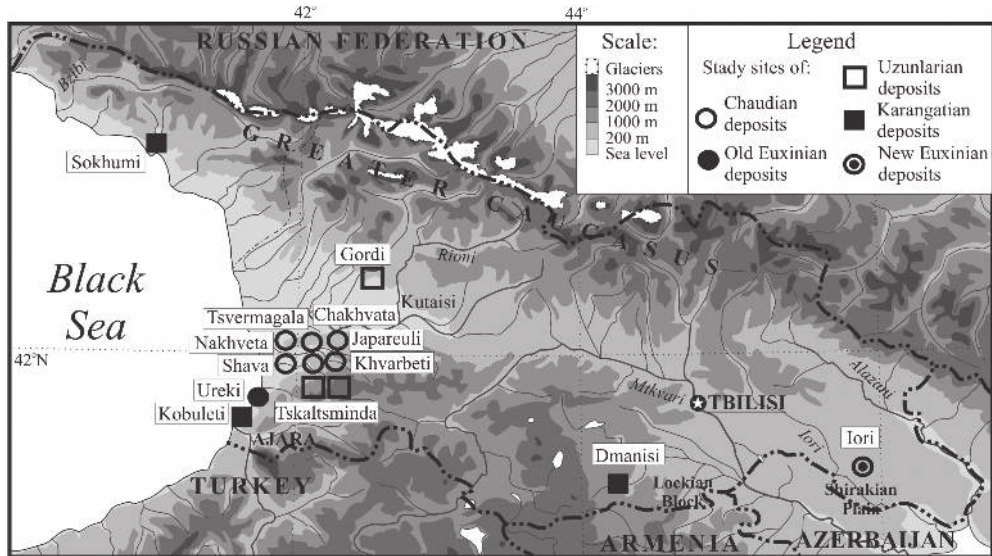 42°
44°
RUSSIAN FEDERATION
Scale:
Glaciers
3000 m
2000 m
1000 m
200 m
Sea level
Legend
Study sites of:
Chaudian
deposits
Old Euxinian
deposits
Uzunlarian
deposits
Karangatian
deposits
New Euxinian
deposits
Bzibi
Sokhumi
GREATER CAUCASUS
Black
Sea
Gordi
Rioni
Kutaisi
Tsvermagala
Chakhvata
Nakhveta
Japareuli
42°N
Shava
Khvarbeti
Ureki
Kobuleti
Tskaltsminda
AJARA
TURKEY
Mtkvari
TBILISI
Alazani
Iori
Iori
Dmanisi
Lockian
Block
Shirakian
Plain
ARMENIA
AZERBAIJAN